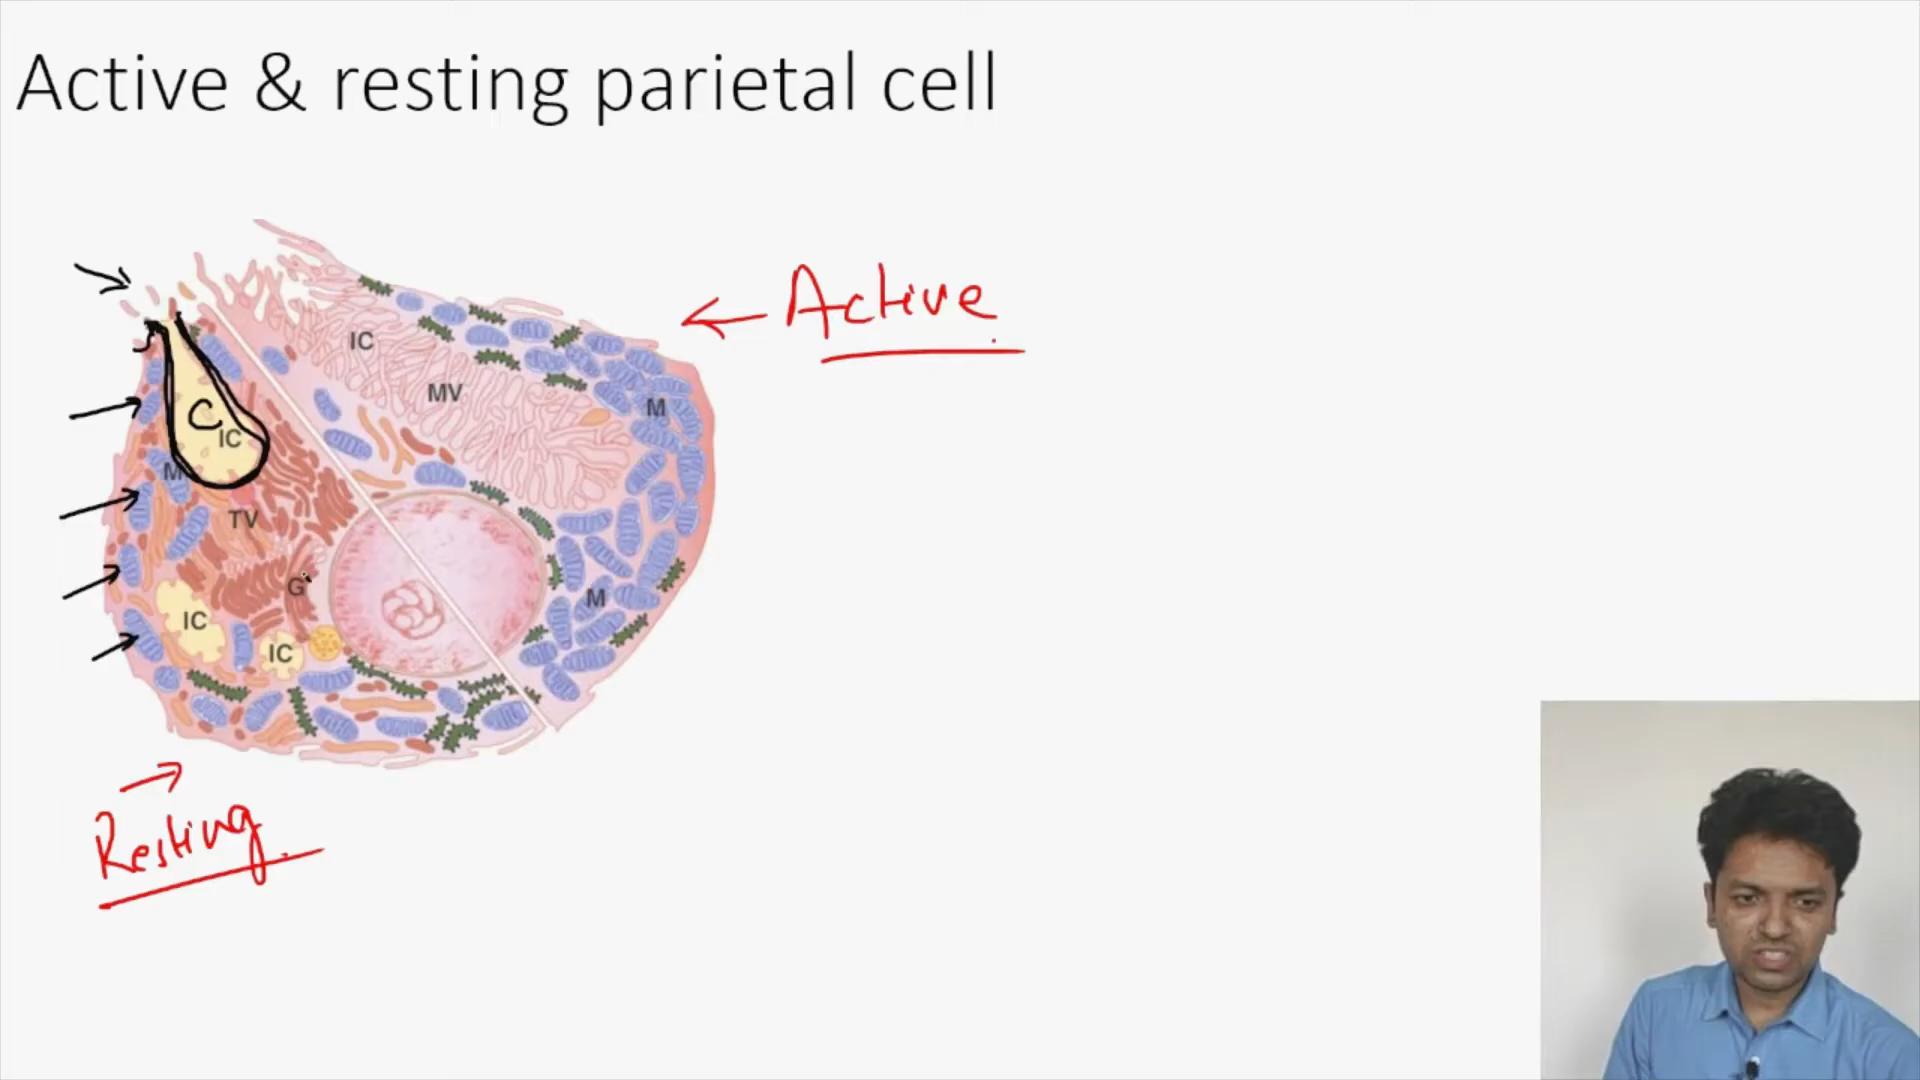 Active & resting parietal cell
IC
MV
M
C
IC
M
TV
G
IC
IC
M
Active
Resting